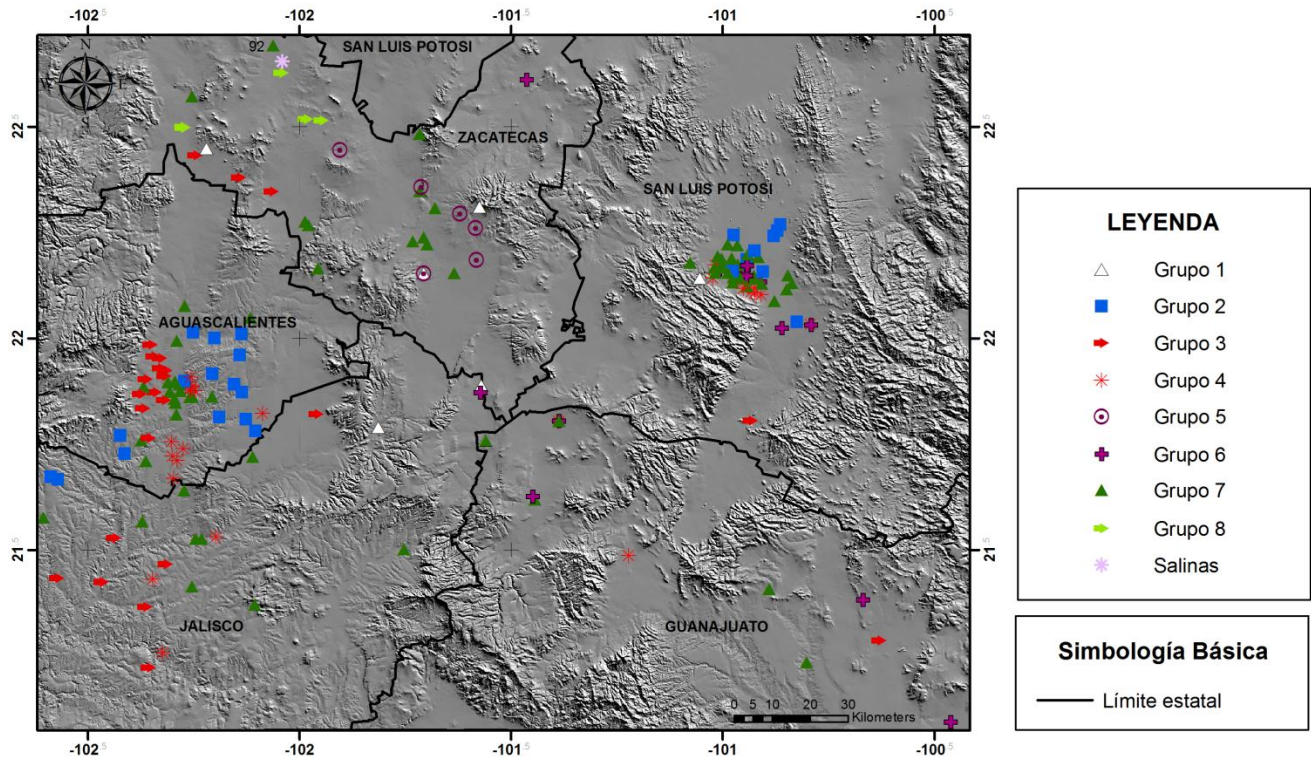 -102.5 -102 -101.5 -101 -100.5
92
SAN LUIS POTOSI
N
E
S
22.5 22.5
ZACATECAS
SAN LUIS POTOSI
AGUASCALIENTES
22 22
21.5 21.5
JALISCO
GUANAJUATO
0 5 10 20 30
Kilometers
-102.5 -102 -101.5 -101 -100.5
LEYENDA
Grupo 1
Grupo 2
Grupo 3
Grupo 4
Grupo 5
Grupo 6
Grupo 7
Grupo 8
Salinas
Simbología Básica
Límite estatal